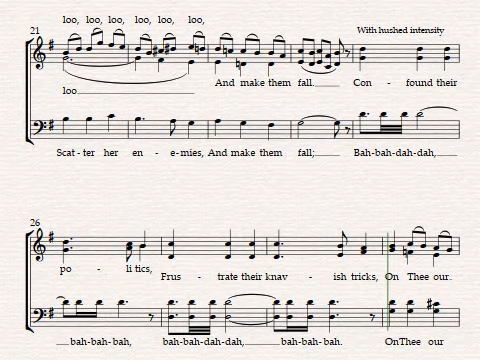 loo, loo, loo, loo, loo, loo,
21
With hushed intensity
loo
And make them fall. Con - found their
Scat - ter her en - e-mies, And make them fall; Bah-bah-dah-dah,
26
po - li tics, Frus - trate their knav - ish tricks, On Thee our
bah-bah-bah, bah-bah-dah-dah, bah-bah-bah. OnThee our